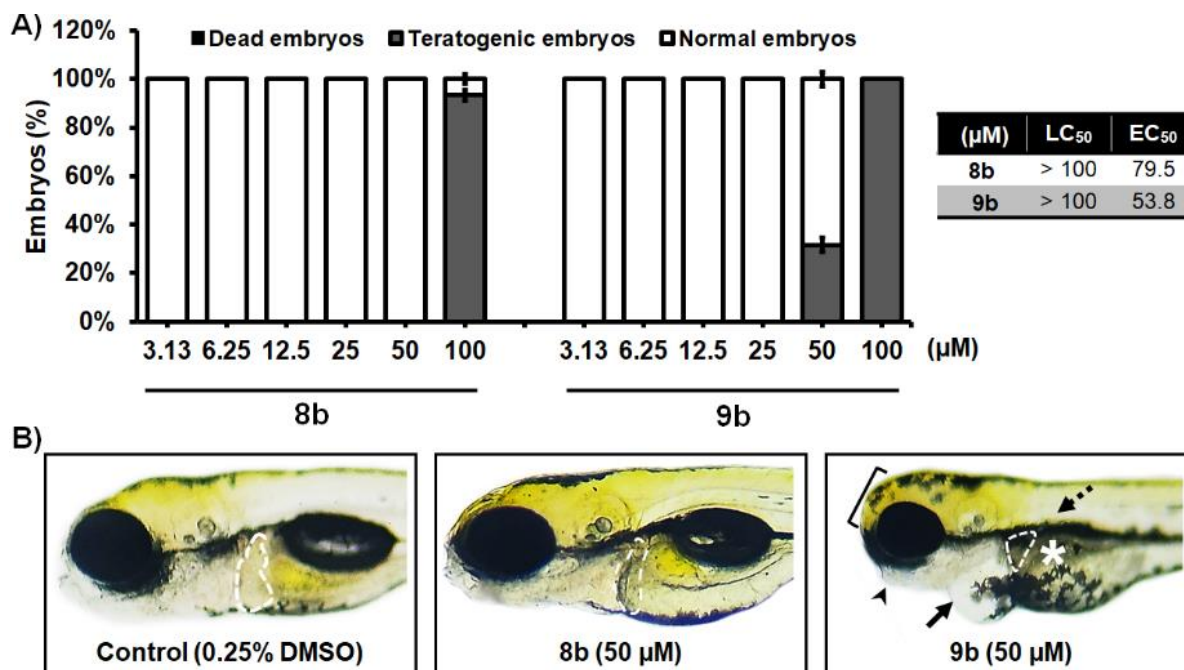 A)
120%
Dead embryos Teratogenic embryos Normal embryos
100%
80%
60%
40%
20%
0%
Embryos (%)
3.13 6.25 12.5 25 50 100 3.13 6.25 12.5 25 50 100 (µM)
8b 9b
(µM) LC50 EC50
8b > 100 79.5
9b > 100 53.8
B)
*
Control (0.25% DMSO) 8b (50 µM) 9b (50 µM)